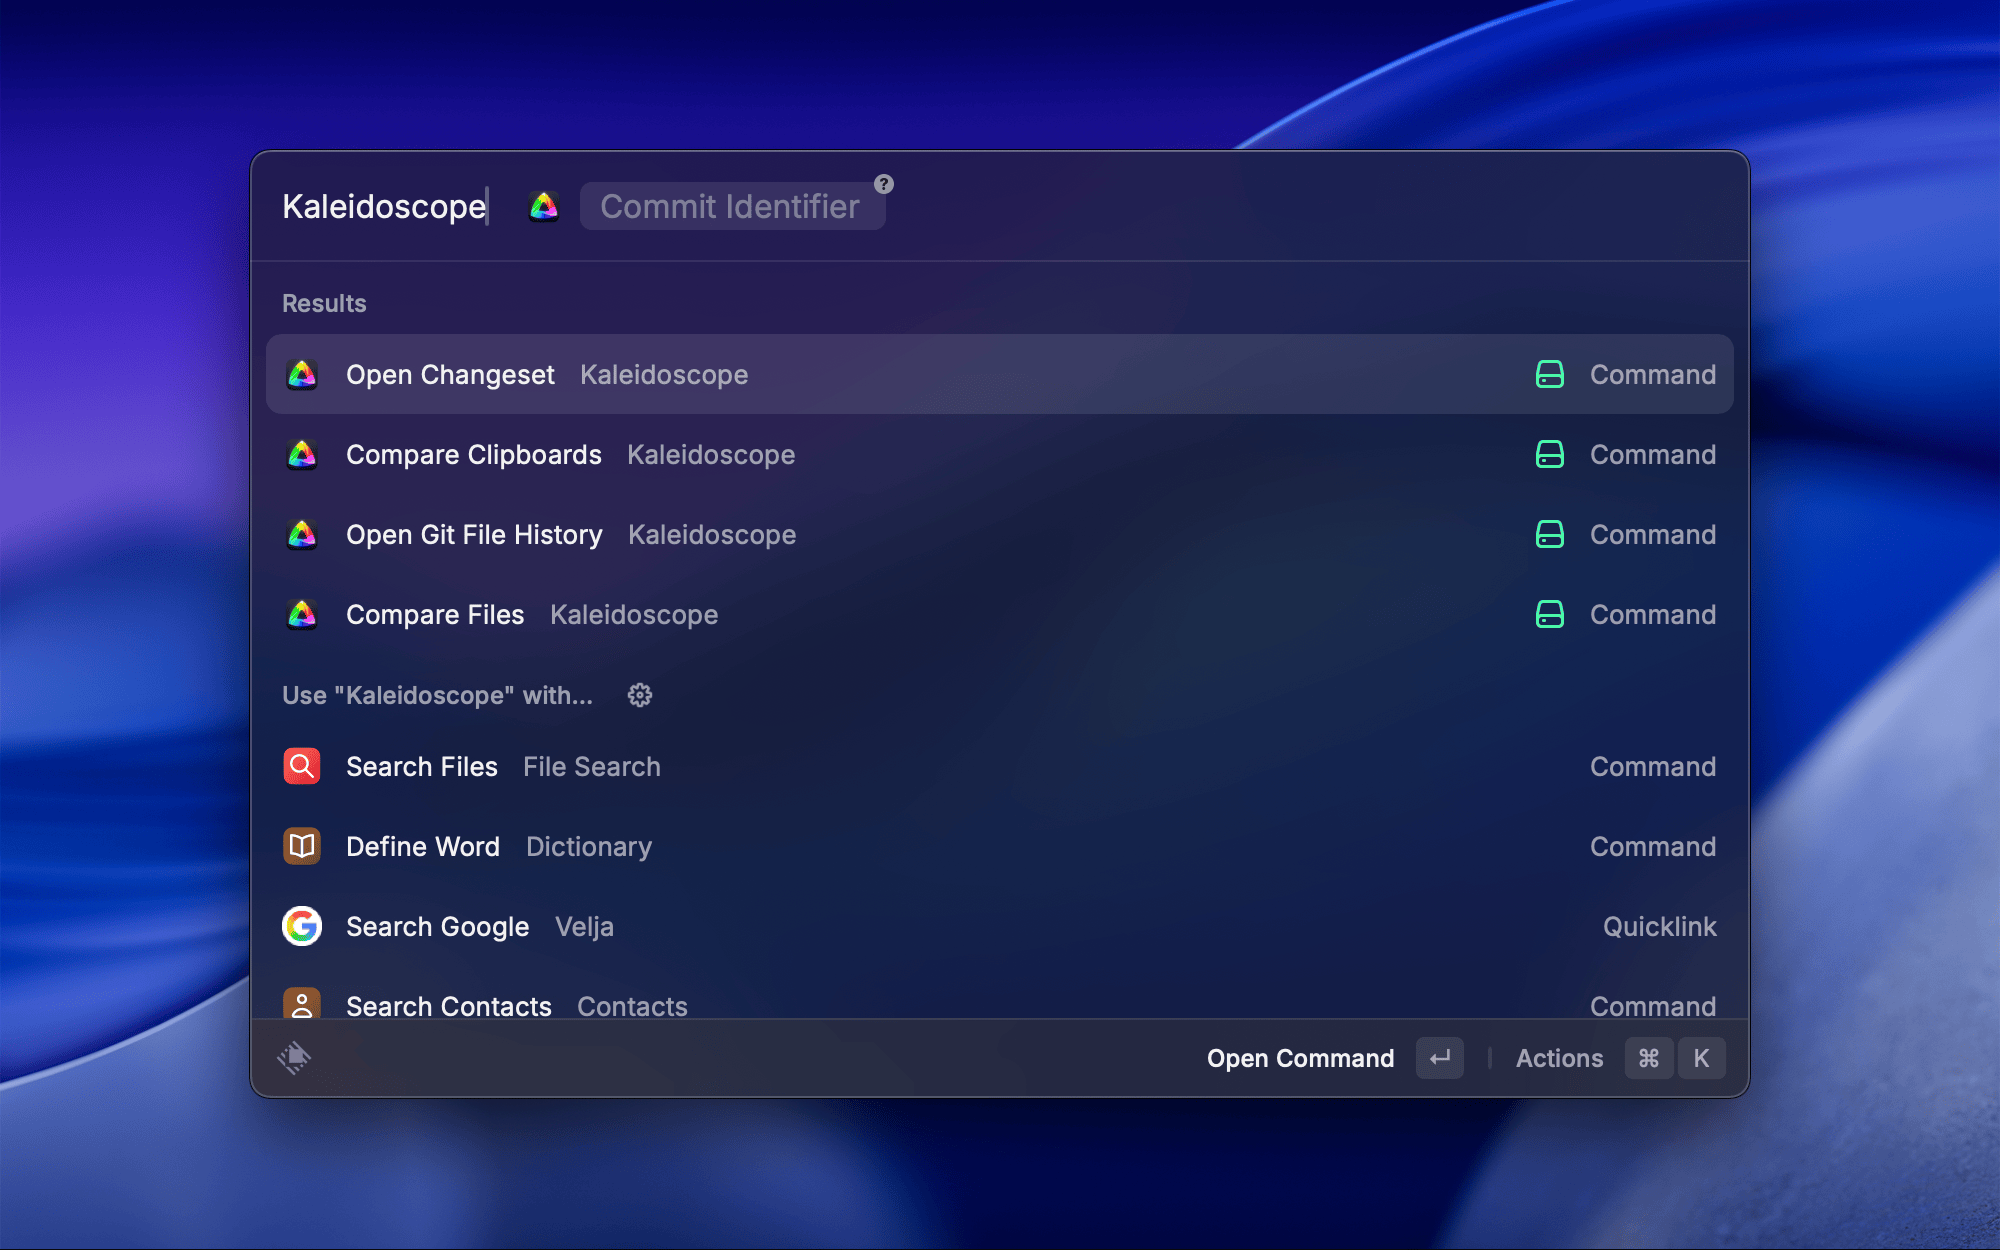 Kaleidoscope Commit Identifier ?
Results
Open Changeset Kaleidoscope Command
Compare Clipboards Kaleidoscope Command
Open Git File History Kaleidoscope Command
Compare Files Kaleidoscope Command
Use "Kaleidoscope" with...
Search Files File Search Command
Define Word Dictionary Command
Search Google Velja Quicklink
Search Contacts Contacts Command
Open Command ↵ Actions ⌘ K